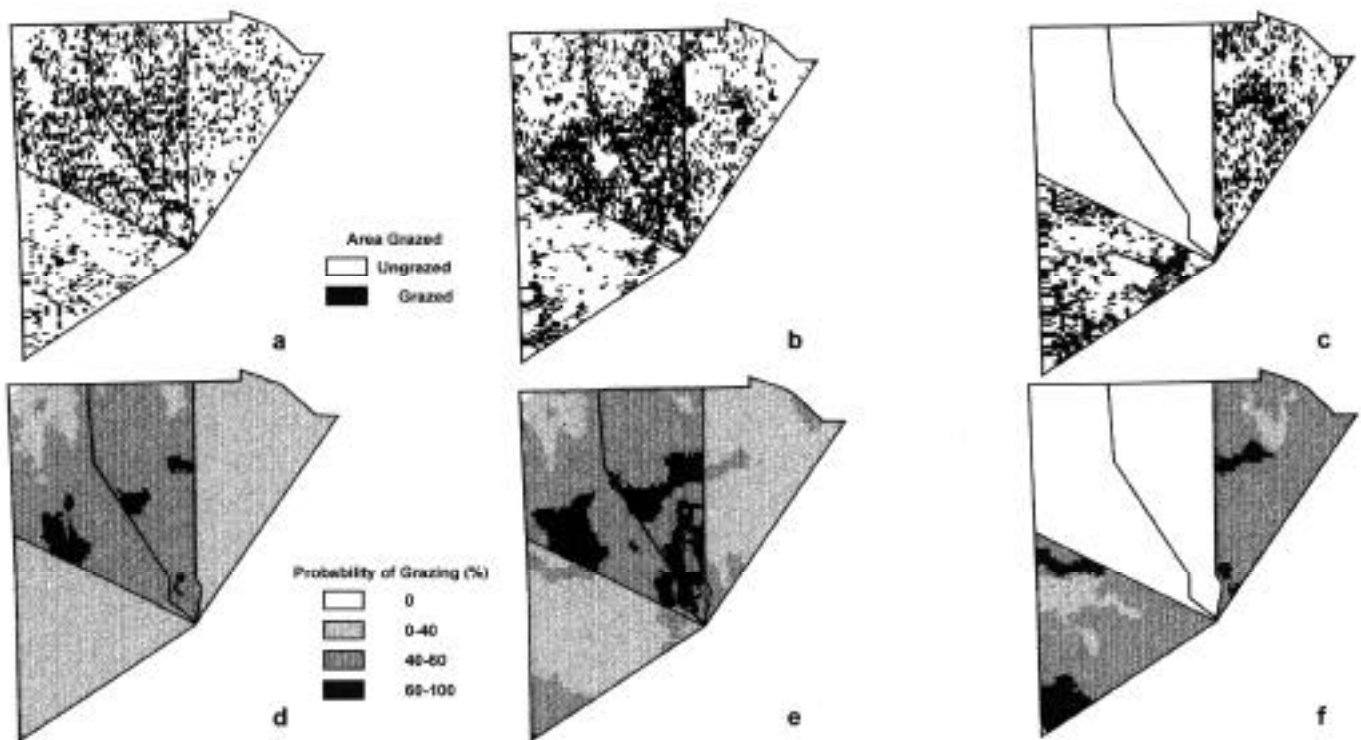 Area Grazed
Ungrazed
Grazed
a
b
c
Probability of Grazing (%)
0
0-40
40-60
60-100
d
e
f